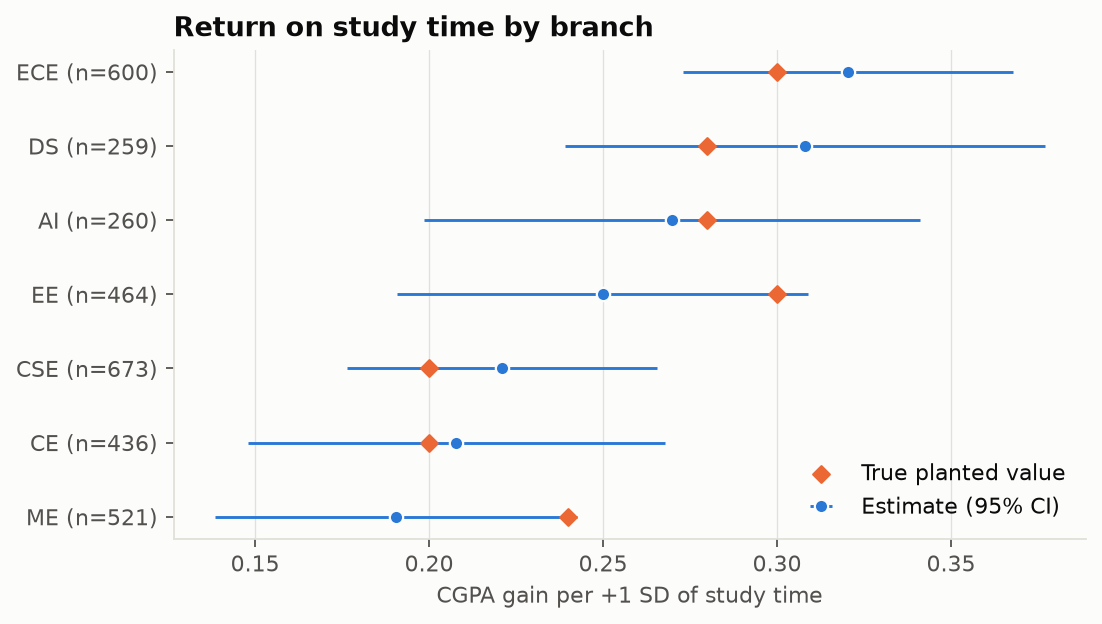 Return on study time by branch
ECE (n=600)
DS (n=259)
AI (n=260)
EE (n=464)
CSE (n=673)
CE (n=436)
ME (n=521)
True planted value
Estimate (95% CI)
0.15 0.20 0.25 0.30 0.35
CGPA gain per +1 SD of study time